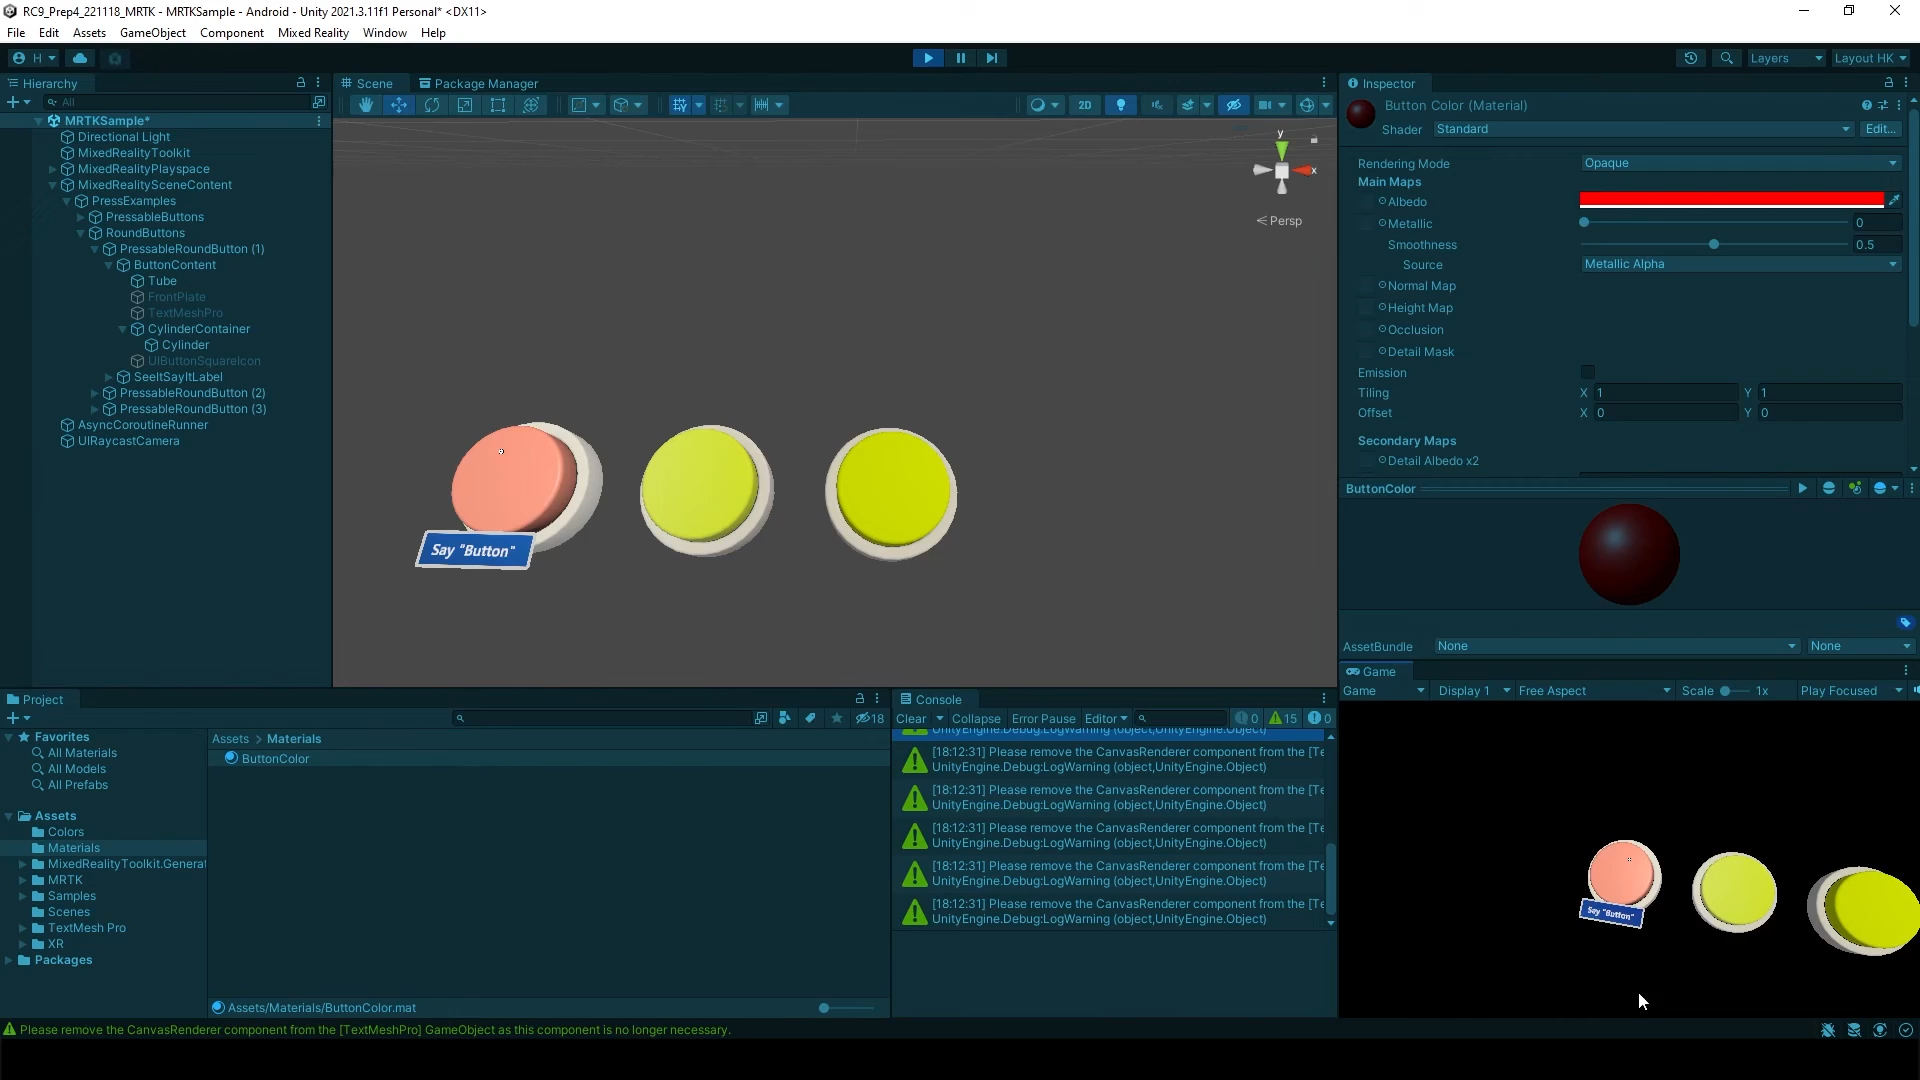 RC9_Prep4_221118_MRTK - MRTKSample - Android - Unity 2021.3.11f1 Personal* <DX11>
File Edit Assets GameObject Component Mixed Reality Window Help
H Layers Layout HK
Hierarchy
All
MRTKSample*
Directional Light
MixedRealityToolkit
MixedRealityPlayspace
MixedRealitySceneContent
PressExamples
PressableButtons
RoundButtons
PressableRoundButton (1)
ButtonContent
Tube
FrontPlate
TextMeshPro
CylinderContainer
Cylinder
UIButtonSquareIcon
SeeItSayItLabel
PressableRoundButton (2)
PressableRoundButton (3)
AsyncCoroutineRunner
UIRaycastCamera
Scene Package Manager
2D
y
x
Persp
Say "Button"
Inspector
Button Color (Material)
Shader Standard Edit...
Rendering Mode Opaque
Main Maps
Albedo
Metallic 0
Smoothness 0.5
Source Metallic Alpha
Normal Map
Height Map
Occlusion
Detail Mask
Emission
Tiling X 1 Y 1
Offset X 0 Y 0
Secondary Maps
Detail Albedo x2
ButtonColor
AssetBundle None None
Game
Game Display 1 Free Aspect Scale 1x Play Focused
Say "Button"
Project
18
Favorites
All Materials
All Models
All Prefabs
Assets
Colors
Materials
MixedRealityToolkit.Generat
MRTK
Samples
Scenes
TextMesh Pro
XR
Packages
Assets > Materials
ButtonColor
Assets/Materials/ButtonColor.mat
Console
Clear Collapse Error Pause Editor 0 15 0
UnityEngine.Debug:LogWarning (object,UnityEngine.Object)
[18:12:31] Please remove the CanvasRenderer component from the [Te
UnityEngine.Debug:LogWarning (object,UnityEngine.Object)
[18:12:31] Please remove the CanvasRenderer component from the [Te
UnityEngine.Debug:LogWarning (object,UnityEngine.Object)
[18:12:31] Please remove the CanvasRenderer component from the [Te
UnityEngine.Debug:LogWarning (object,UnityEngine.Object)
[18:12:31] Please remove the CanvasRenderer component from the [Te
UnityEngine.Debug:LogWarning (object,UnityEngine.Object)
[18:12:31] Please remove the CanvasRenderer component from the [Te
UnityEngine.Debug:LogWarning (object,UnityEngine.Object)
Please remove the CanvasRenderer component from the [TextMeshPro] GameObject as this component is no longer necessary.